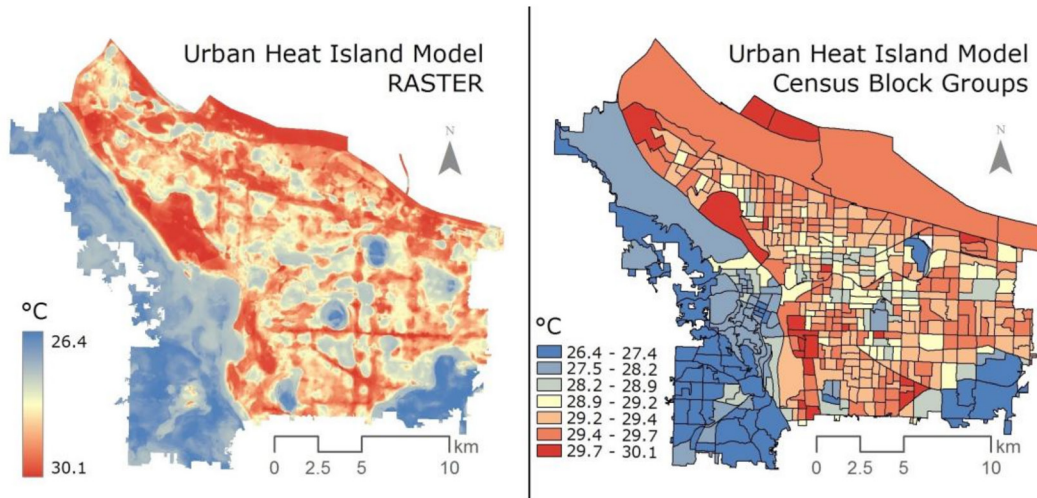 Urban Heat Island Model
RASTER
N
°C
26.4
30.1
km
0 2.5 5 10
Urban Heat Island Model
Census Block Groups
N
°C
26.4 - 27.4
27.5 - 28.2
28.2 - 28.9
28.9 - 29.2
29.2 - 29.4
29.4 - 29.7
29.7 - 30.1
km
0 2.5 5 10